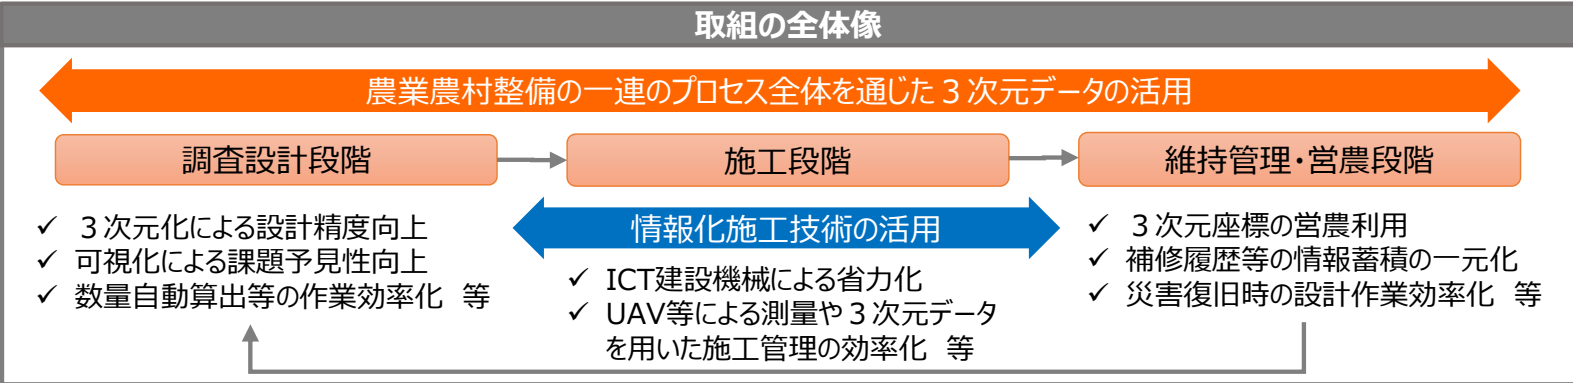 取組の全体像
農業農村整備の一連のプロセス全体を通じた３次元データの活用
調査設計段階
施工段階
維持管理・営農段階
✓ ３次元化による設計精度向上
✓ 可視化による課題予見性向上
✓ 数量自動算出等の作業効率化　等
情報化施工技術の活用
✓ ICT建設機械による省力化
✓ UAV等による測量や３次元データ
を用いた施工管理の効率化　等
✓ ３次元座標の営農利用
✓ 補修履歴等の情報蓄積の一元化
✓ 災害復旧時の設計作業効率化　等